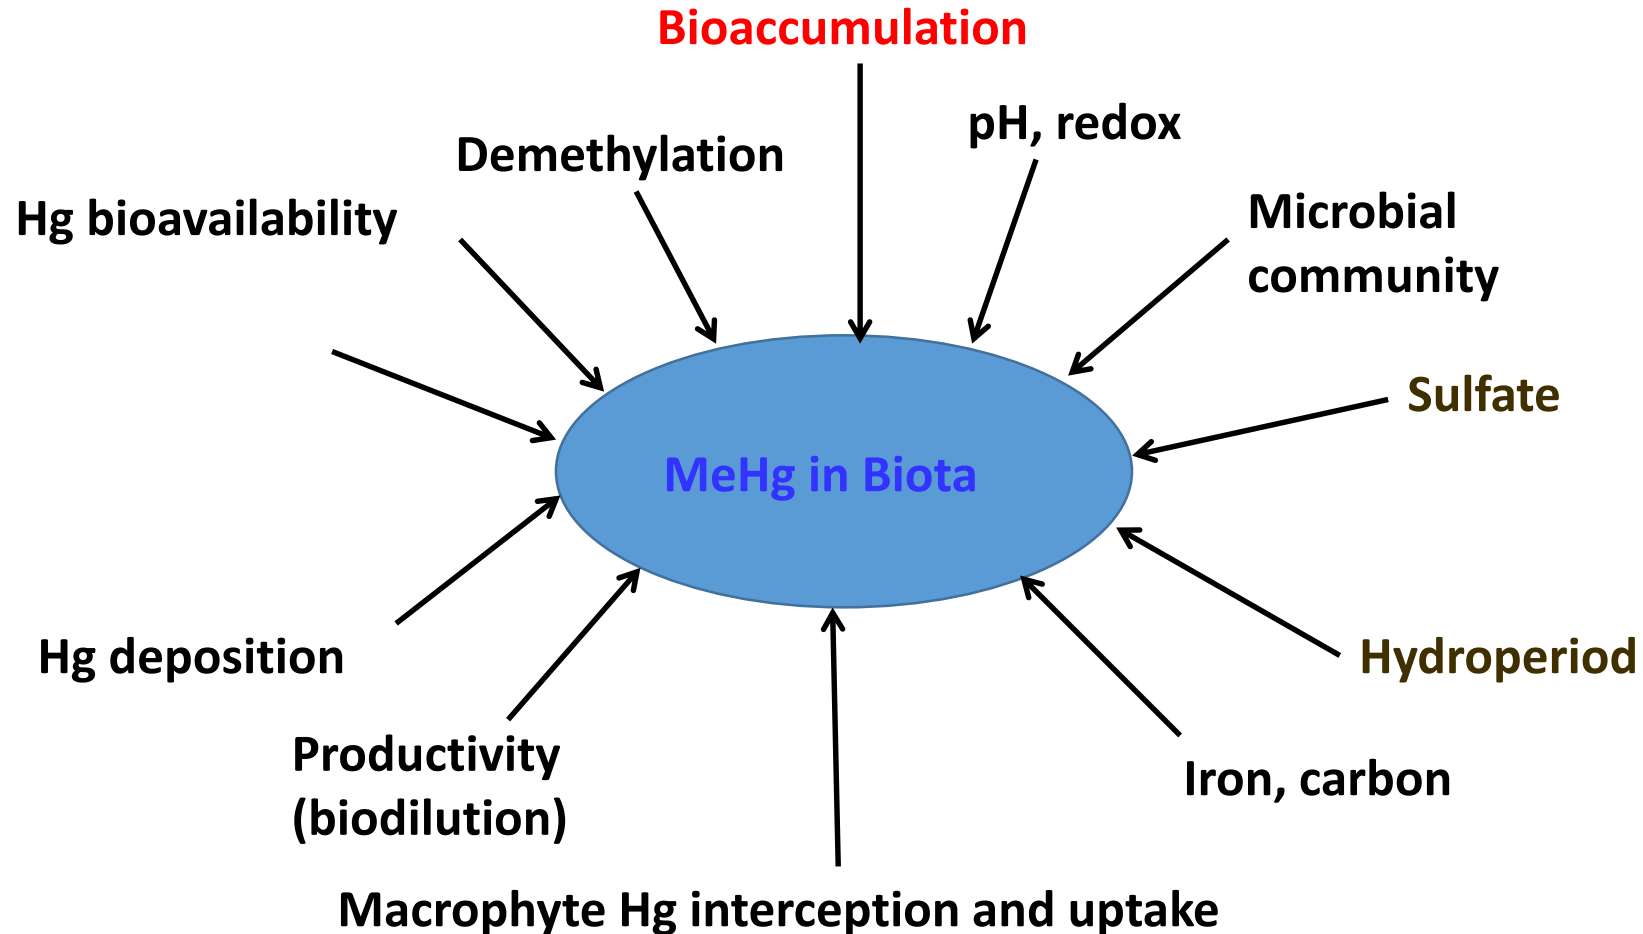 Bioaccumulation
pH, redox
Demethylation
Hg bioavailability
Microbial
community
Sulfate
MeHg in Biota
Hydroperiod
Hg deposition
Productivity
(biodilution)
Iron, carbon
Macrophyte Hg interception and uptake